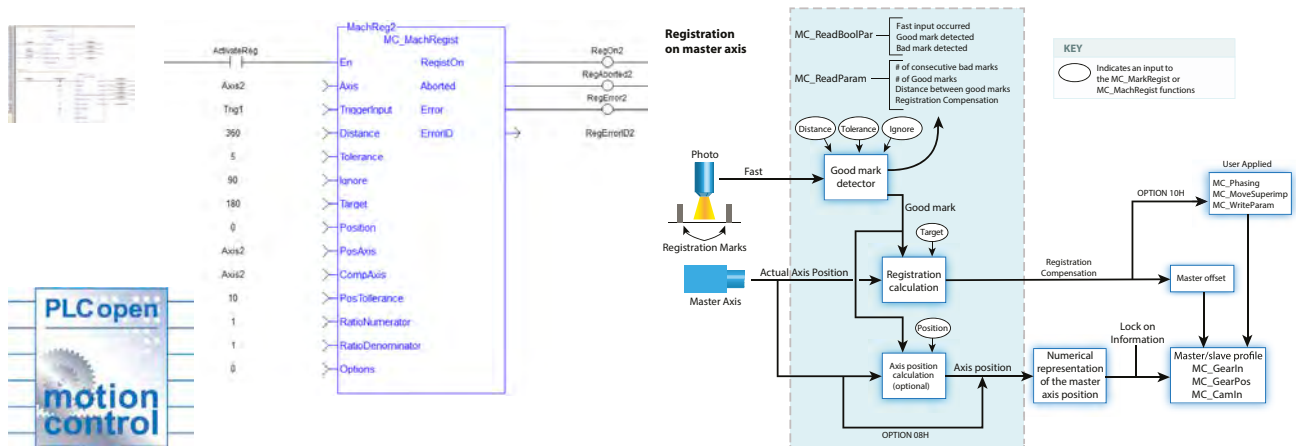 MachReg2
MC_MachRegist
ActivateReg
En
RegistOn
RegOn2
Axis2
Axis
Aborted
RegAborted2
Trig1
TriggerInput
Error
RegError2
360
Distance
ErrorID
RegErrorID2
5
Tolerance
90
Ignore
180
Target
0
Position
Axis2
PosAxis
Axis2
CompAxis
10
PosTollerance
1
RatioNumerator
1
RatioDenominator
0
Options
PLCopen
motion
control
Registration
on master axis
MC_ReadBoolPar
Fast input occurred
Good mark detected
Bad mark detected
MC_ReadParam
# of consecutive bad marks
# of Good marks
Distance between good marks
Registration Compensation
KEY
Indicates an input to
the MC_MarkRegist or
MC_MachRegist functions
Distance
Tolerance
Ignore
Photo
Fast
Good mark
detector
Good mark
Registration Marks
Target
Actual Axis Position
Master Axis
Registration
calculation
Registration
Compensation
OPTION 10H
User Applied
MC_Phasing
MC_MoveSuperimp
MC_WriteParam
Master offset
Position
Axis position
calculation
(optional)
Axis position
OPTION 08H
Numerical
representation
of the master
axis position
Lock on
Information
Master/slave profile
MC_GearIn
MC_GearPos
MC_CamIn